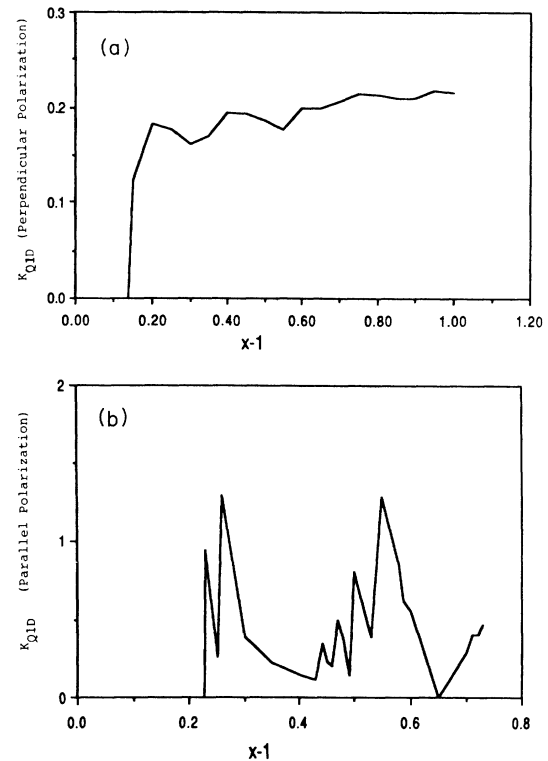 0.3
(a)
0.2
0.1
0.0
K_Q1D (Perpendicular Polarization)
0.00 0.20 0.40 0.60 0.80 1.00 1.20
x-1
2
(b)
1
0
K_Q1D (Parallel Polarization)
0.0 0.2 0.4 0.6 0.8
x-1